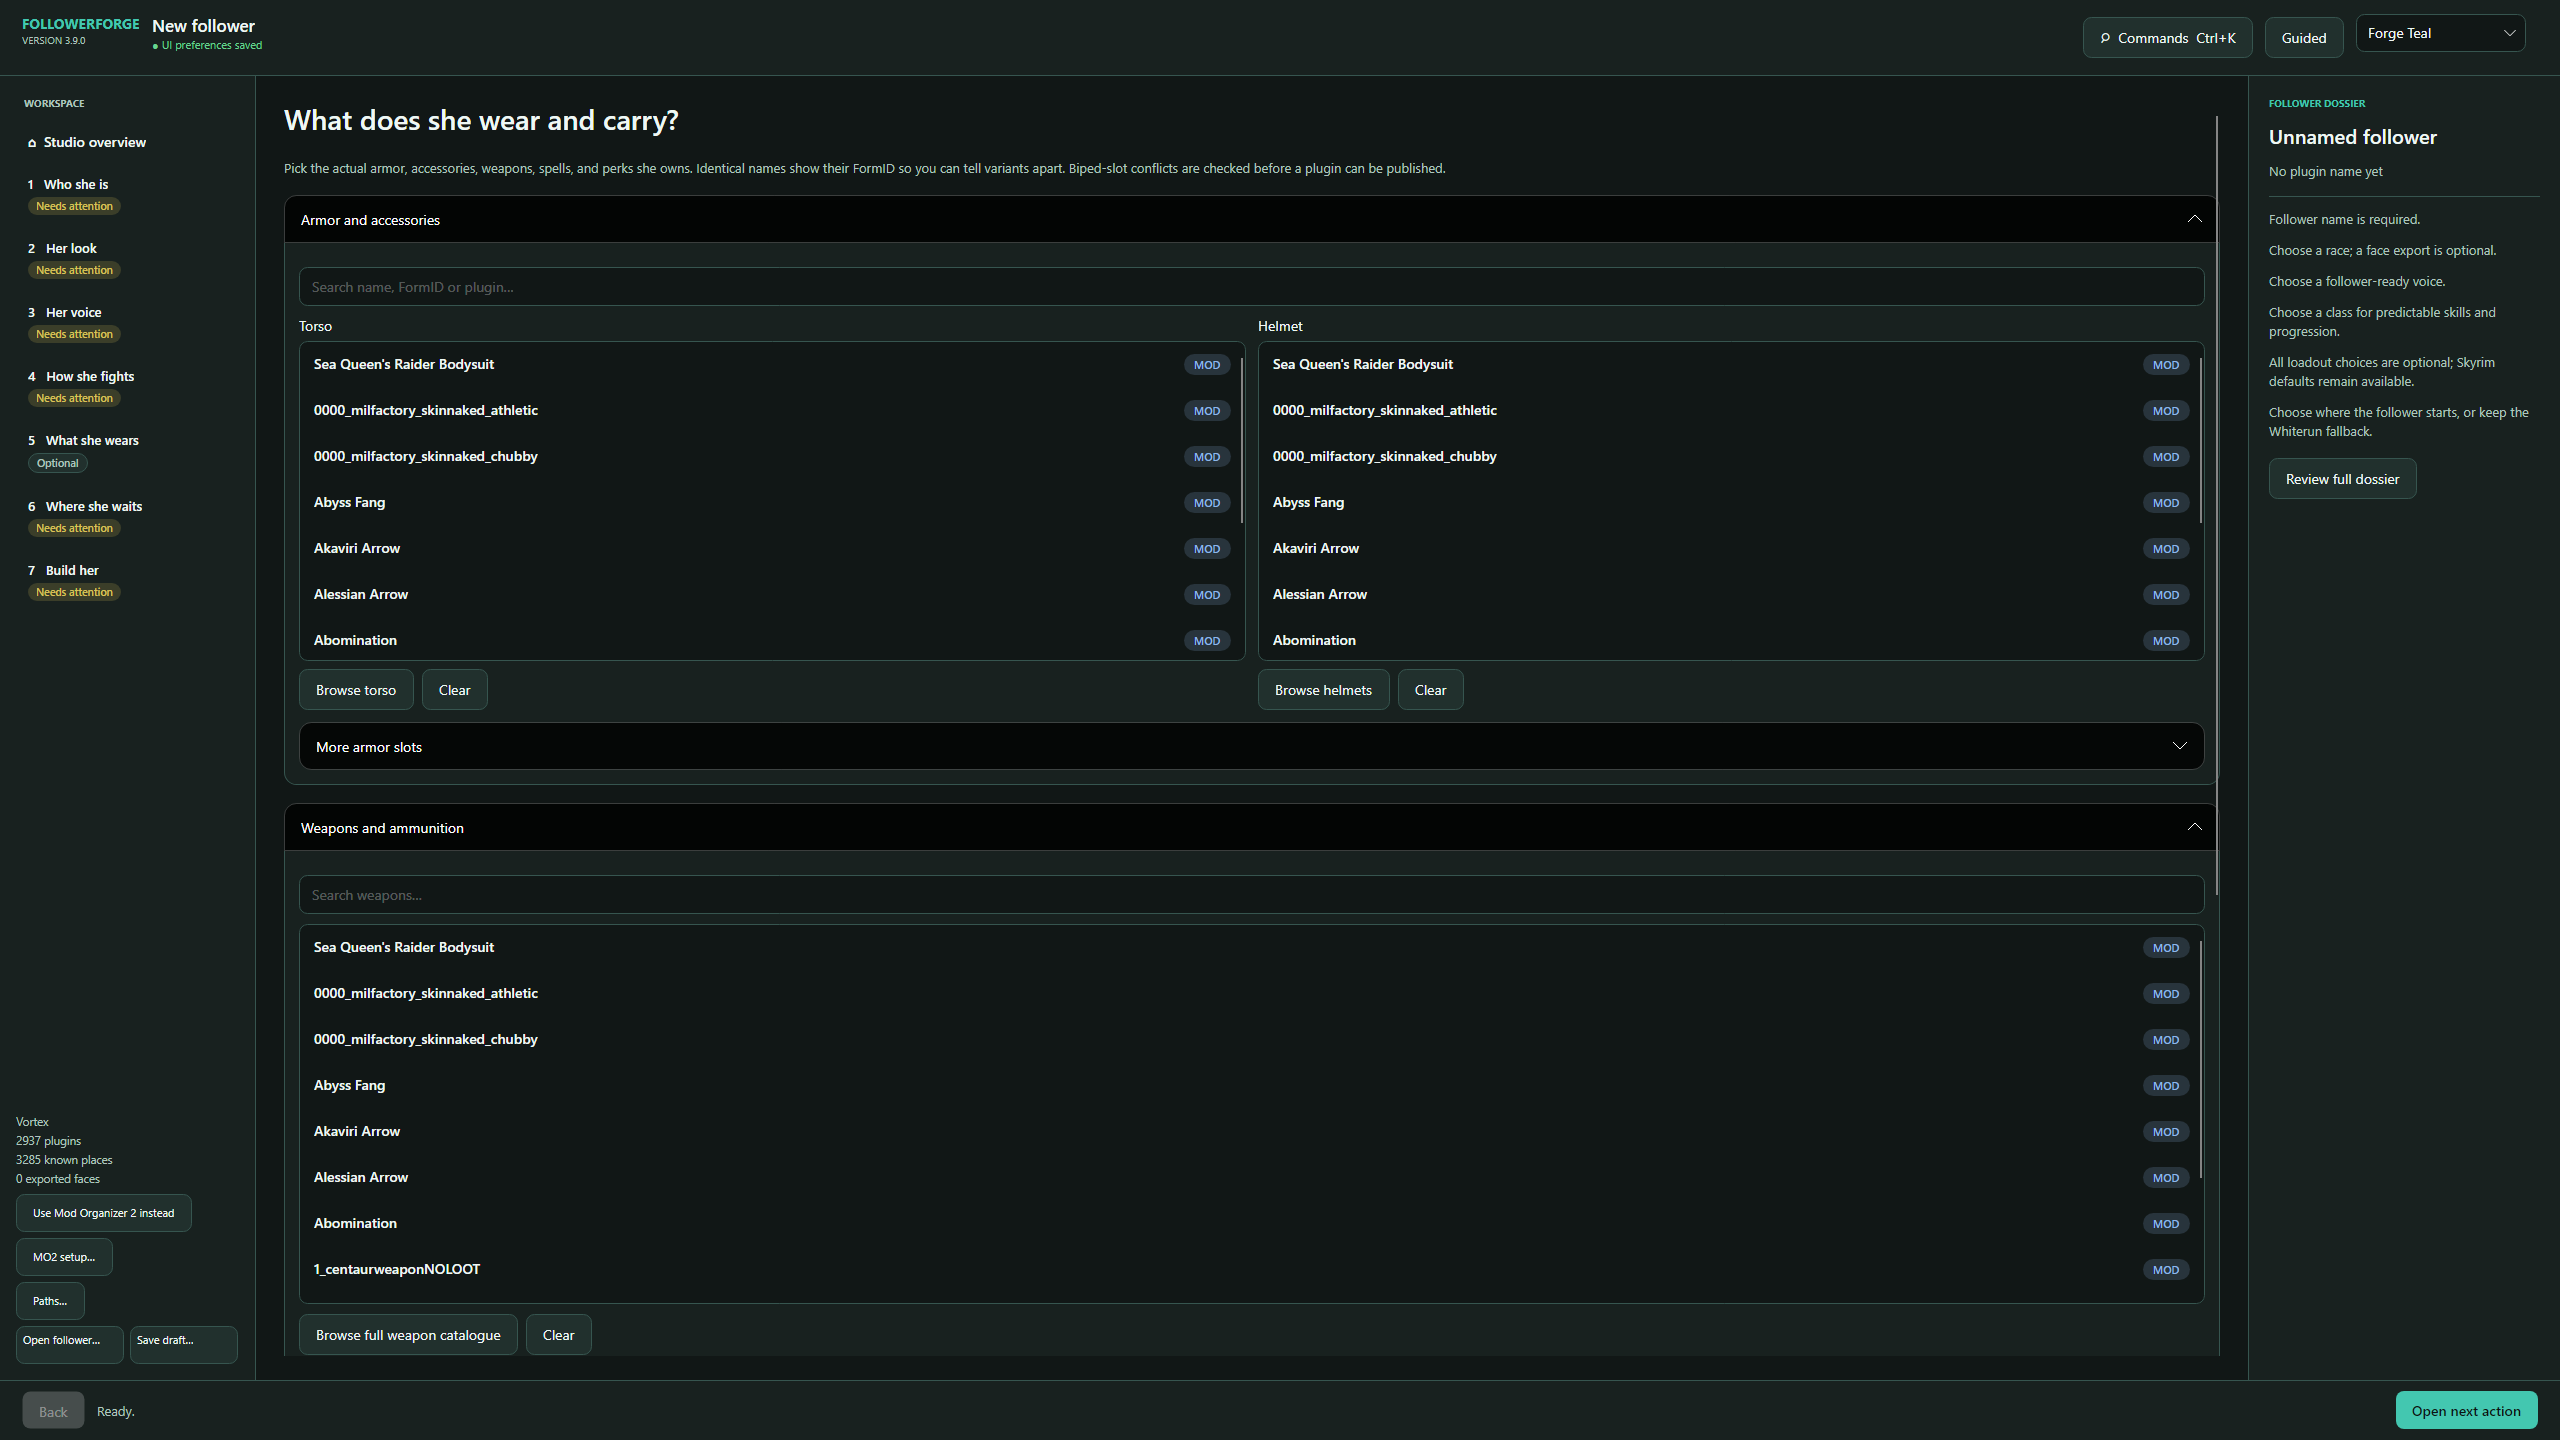 FOLLOWERFORGE
VERSION 3.9.0
New follower
● UI preferences saved
Commands Ctrl+K
Guided
Forge Teal
WORKSPACE
Studio overview
1 Who she is
Needs attention
2 Her look
Needs attention
3 Her voice
Needs attention
4 How she fights
Needs attention
5 What she wears
Optional
6 Where she waits
Needs attention
7 Build her
Needs attention
Vortex
2937 plugins
3285 known places
0 exported faces
Use Mod Organizer 2 instead
MO2 setup...
Paths...
Open follower...
Save draft...
What does she wear and carry?
Pick the actual armor, accessories, weapons, spells, and perks she owns. Identical names show their FormID so you can tell variants apart. Biped-slot conflicts are checked before a plugin can be published.
Armor and accessories
Search name, FormID or plugin...
Torso
Sea Queen's Raider Bodysuit MOD
0000_milfactory_skinnaked_athletic MOD
0000_milfactory_skinnaked_chubby MOD
Abyss Fang MOD
Akaviri Arrow MOD
Alessian Arrow MOD
Abomination MOD
Browse torso
Clear
Helmet
Sea Queen's Raider Bodysuit MOD
0000_milfactory_skinnaked_athletic MOD
0000_milfactory_skinnaked_chubby MOD
Abyss Fang MOD
Akaviri Arrow MOD
Alessian Arrow MOD
Abomination MOD
Browse helmets
Clear
More armor slots
Weapons and ammunition
Search weapons...
Sea Queen's Raider Bodysuit MOD
0000_milfactory_skinnaked_athletic MOD
0000_milfactory_skinnaked_chubby MOD
Abyss Fang MOD
Akaviri Arrow MOD
Alessian Arrow MOD
Abomination MOD
1_centaurweaponNOLOOT MOD
Browse full weapon catalogue
Clear
FOLLOWER DOSSIER
Unnamed follower
No plugin name yet
Follower name is required.
Choose a race; a face export is optional.
Choose a follower-ready voice.
Choose a class for predictable skills and
progression.
All loadout choices are optional; Skyrim
defaults remain available.
Choose where the follower starts, or keep the
Whiterun fallback.
Review full dossier
Back
Ready.
Open next action